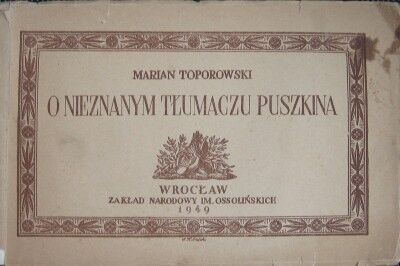 MARIAN TOPOROWSKI
O NIEZNANYM TŁUMACZU PUSZKINA
WROCŁAW
ZAKŁAD NARODOWY IM. OSSOLIŃSKICH
1949